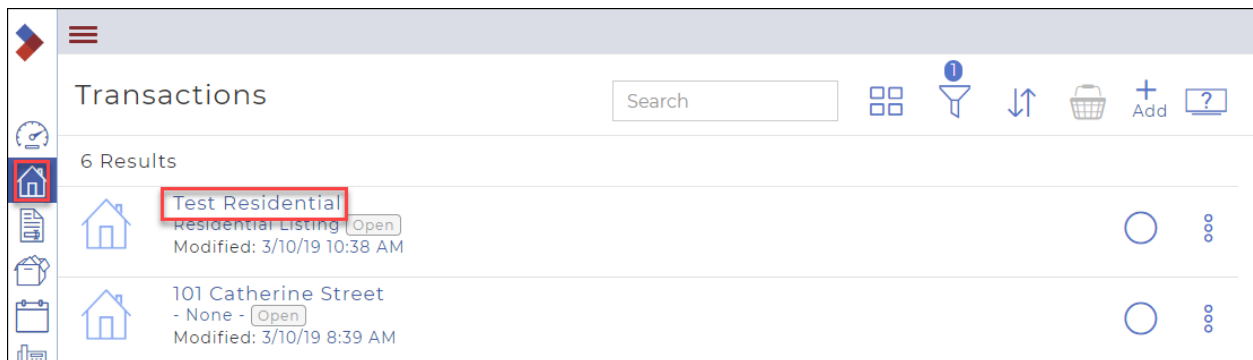 1
Transactions
Search
Add
?
6 Results
Test Residential
Residential Listing Open
Modified: 3/10/19 10:38 AM
101 Catherine Street
- None - Open
Modified: 3/10/19 8:39 AM